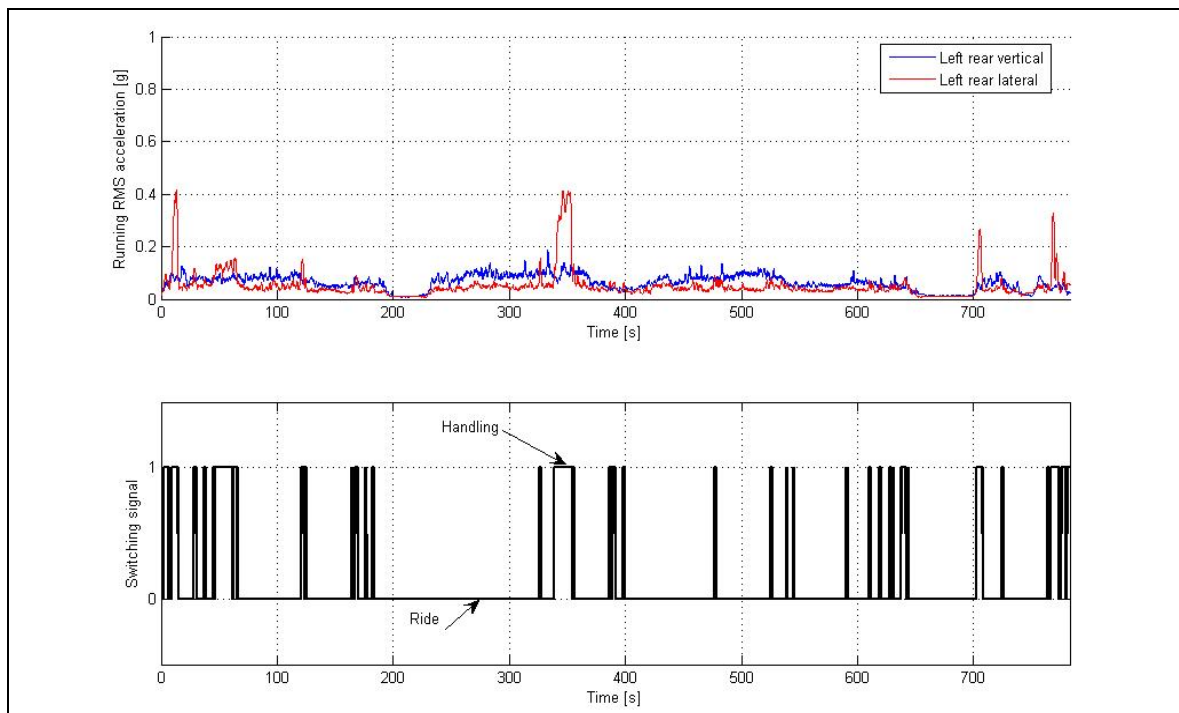 Running RMS acceleration [g]
1
0.8
0.6
0.4
0.2
0
Left rear vertical
Left rear lateral
0 100 200 300 400 500 600 700
Time [s]
Switching signal
1
0
Handling
Ride
0 100 200 300 400 500 600 700
Time [s]